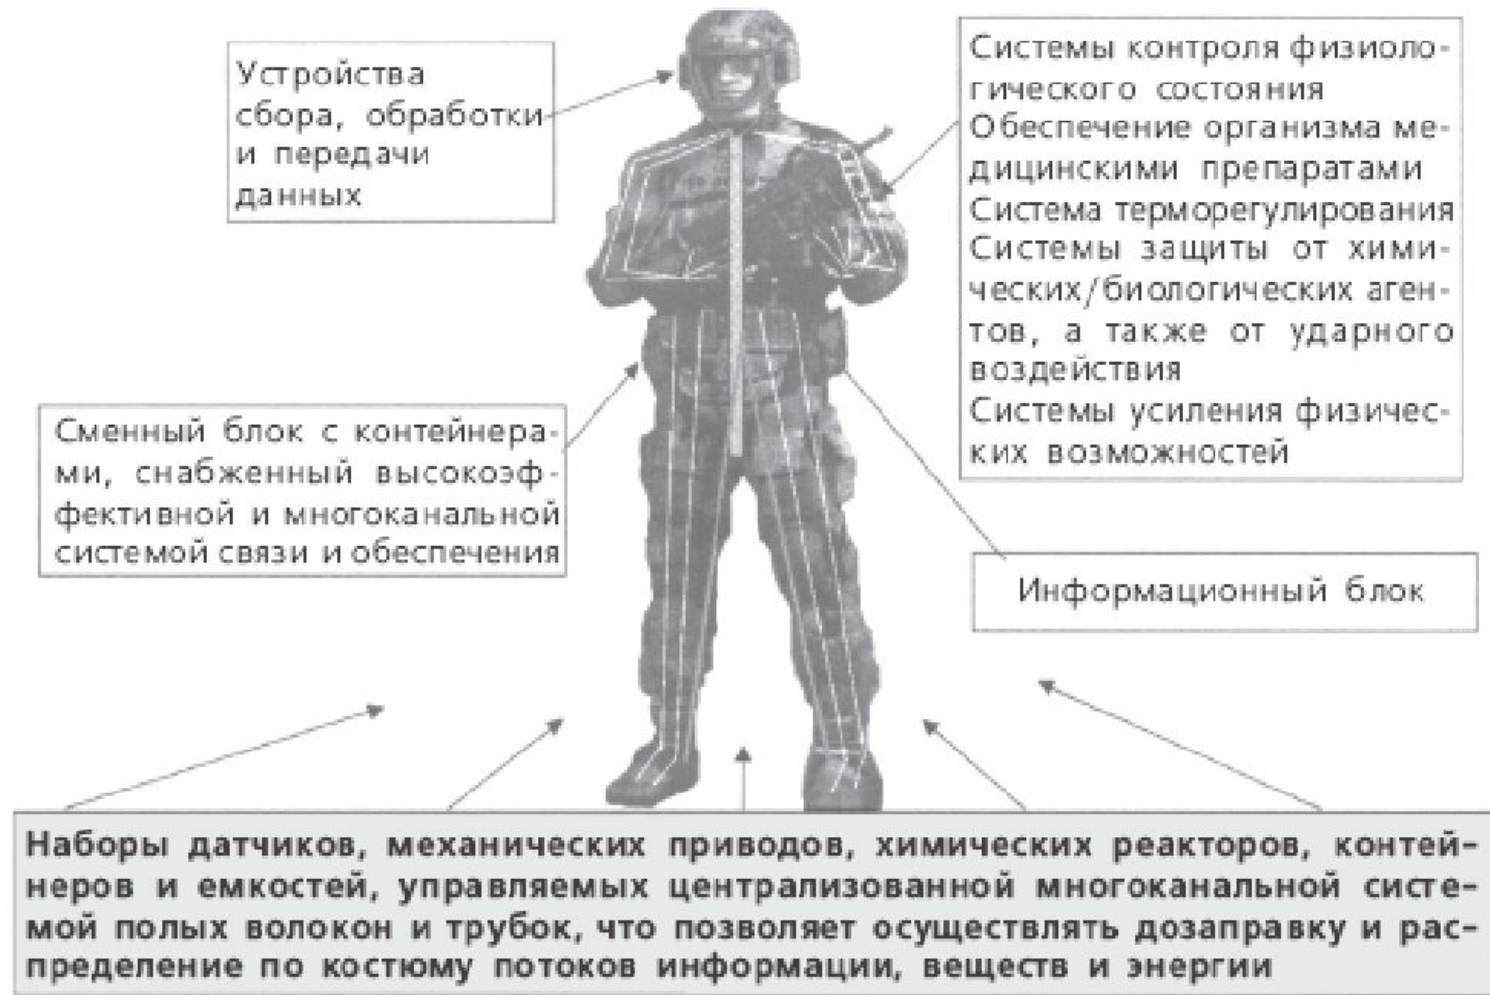 Устройства
сбора, обработки
и передачи
данных
Системы контроля физиоло-
гического состояния
Обеспечение организма ме-
дицинскими препаратами
Система терморегулирования
Системы защиты от хими-
ческих/биологических аген-
тов, а также от ударного
воздействия
Системы усиления физичес-
ких возможностей
Сменный блок с контейнера-
ми, снабженный высокоэф-
фективной и многоканальной
системой связи и обеспечения
Информационный блок
Наборы датчиков, механических приводов, химических реакторов, контей-
неров и емкостей, управляемых централизованной многоканальной систе-
мой полых волокон и трубок, что позволяет осуществлять дозаправку и рас-
пределение по костюму потоков информации, веществ и энергии